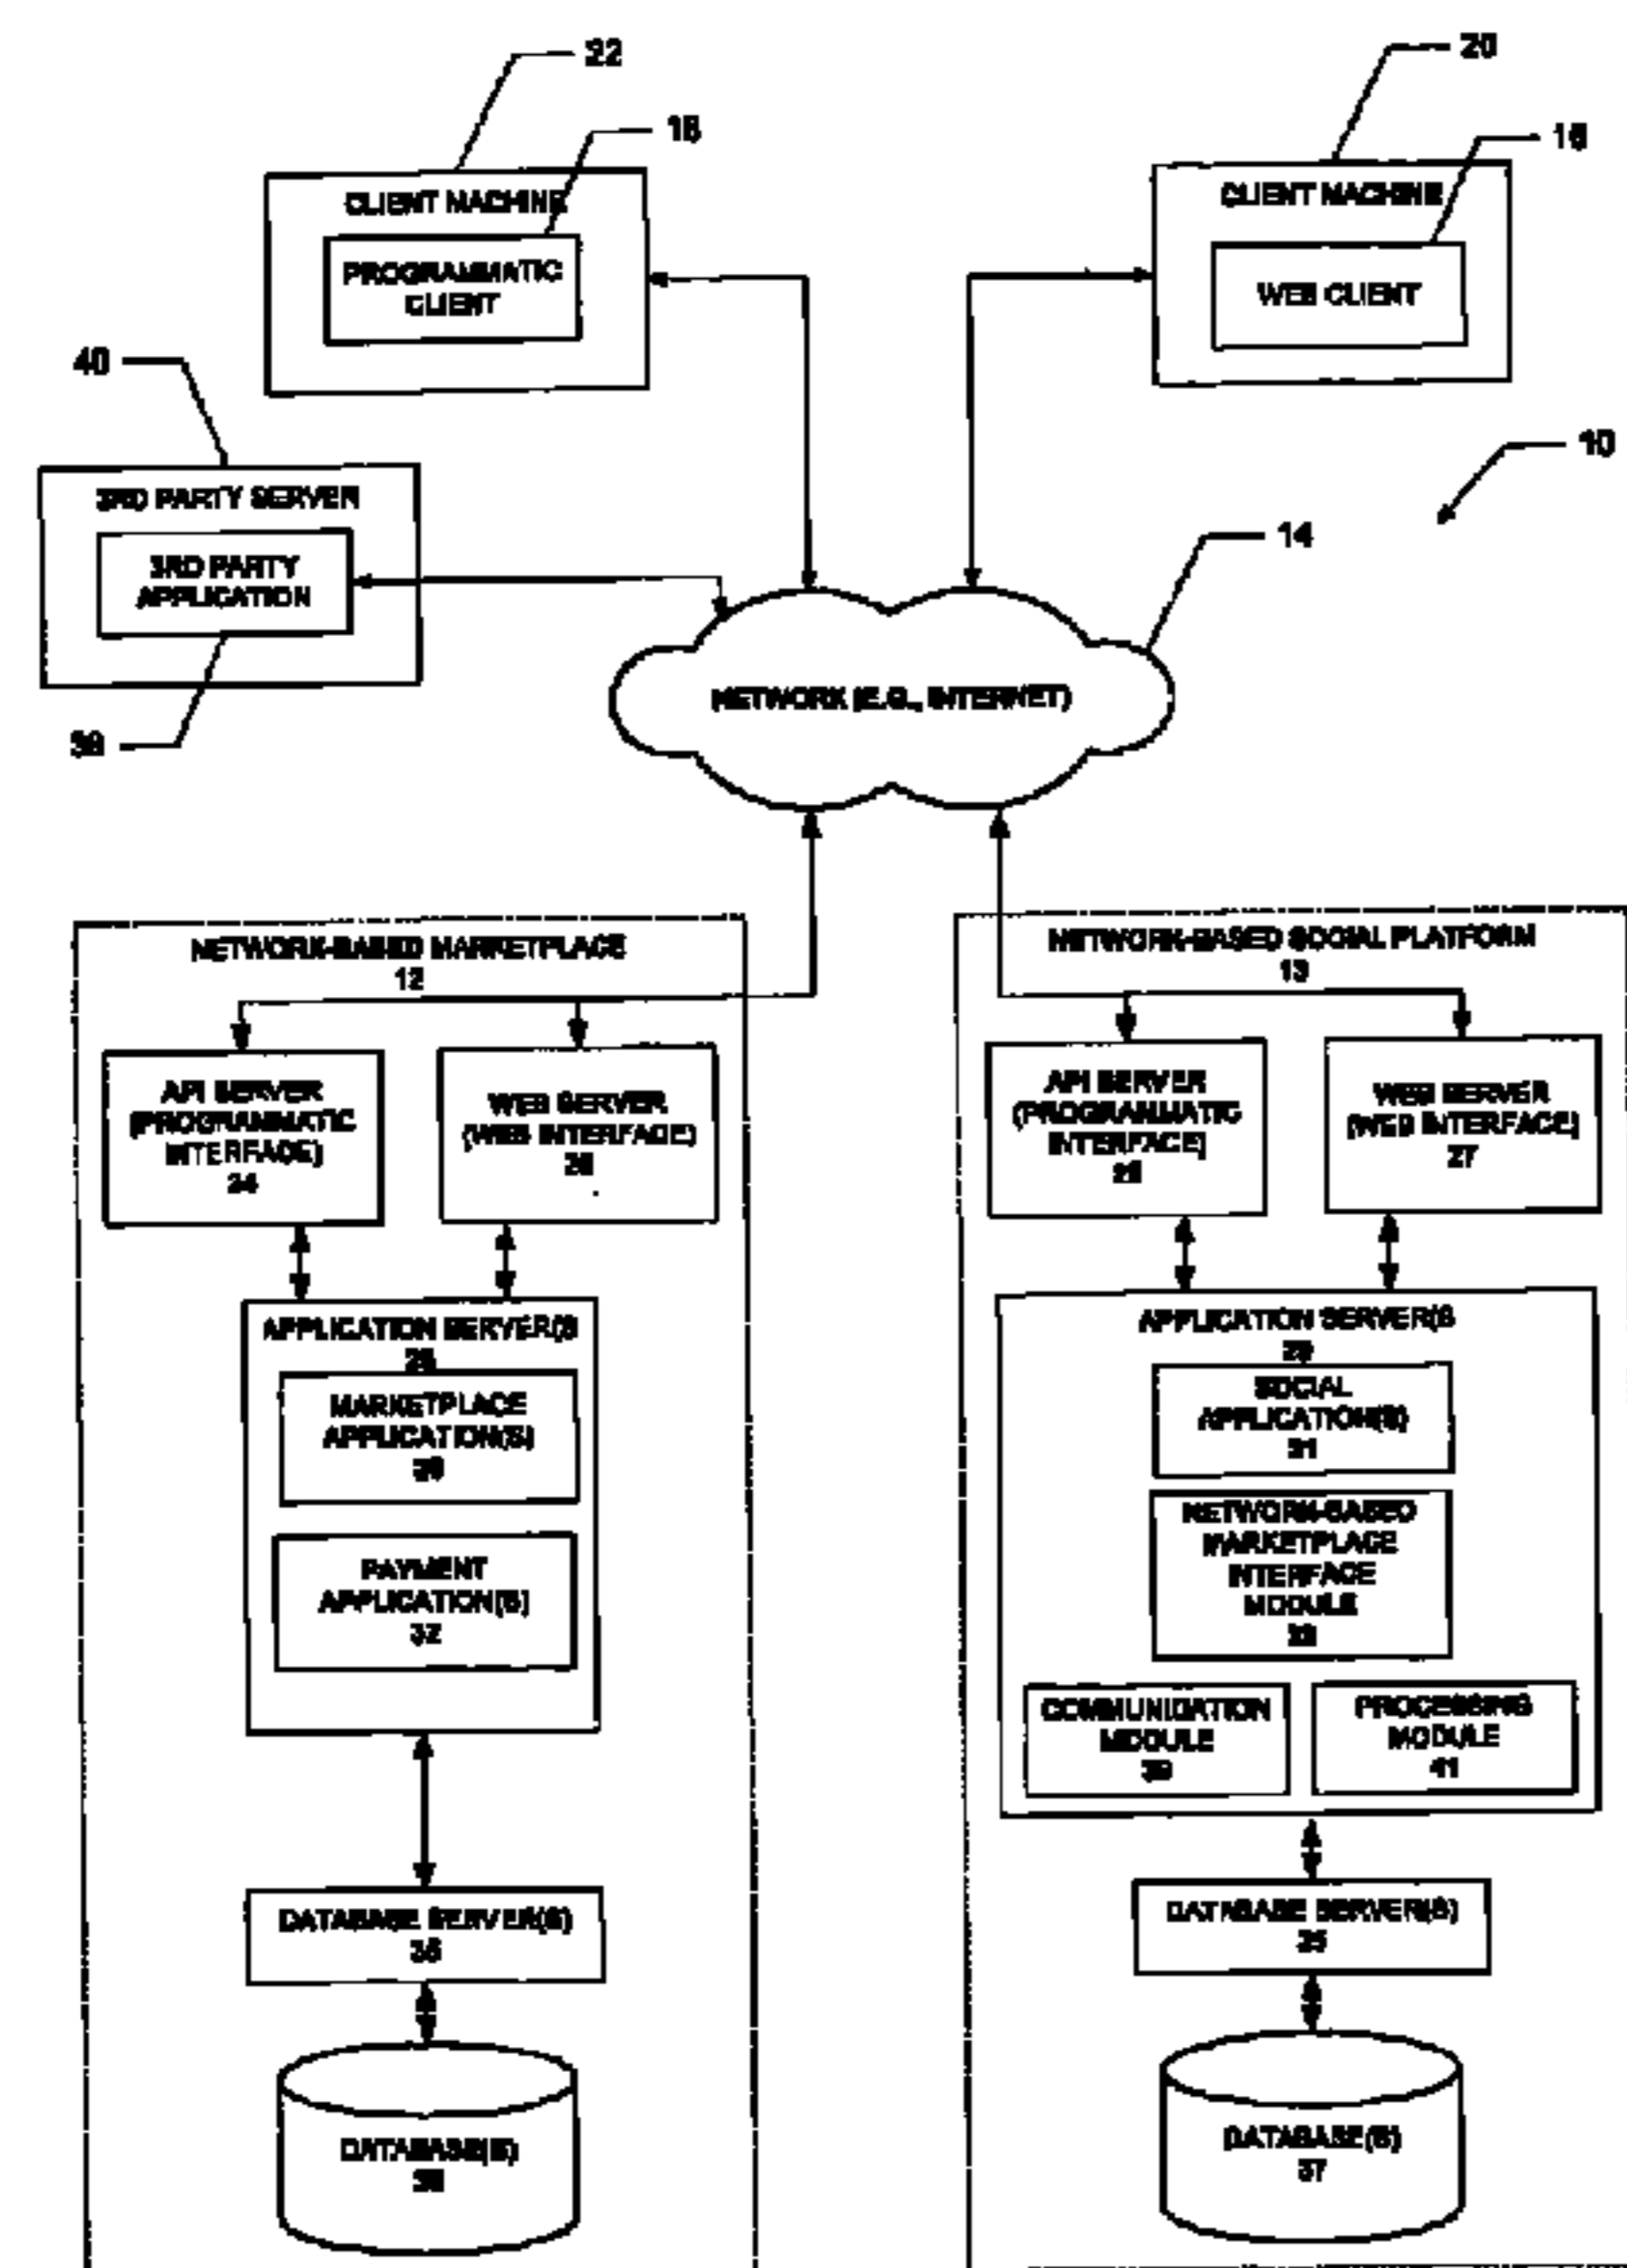 22
20
16
CLIENT MACHINE
PROGRAMMATIC
CLIENT
CLIENT MACHINE
WEB CLIENT
40
10
3RD PARTY SERVER
3RD PARTY
APPLICATION
14
NETWORK (E.G., INTERNET)
NETWORK-BASED MARKETPLACE
12
NETWORK-BASED SOCIAL PLATFORM
13
API SERVER
(PROGRAMMATIC
INTERFACE)
24
WEB SERVER
(WEB INTERFACE)
API SERVER
(PROGRAMMATIC
INTERFACE)
WEB SERVER
(WEB INTERFACE)
27
APPLICATION SERVER(S
MARKETPLACE
APPLICATION(S)
PAYMENT
APPLICATION(S)
32
APPLICATION SERVER(S
29
SOCIAL
APPLICATION(S)
31
NETWORK-BASED
MARKETPLACE
INTERFACE
MODULE
COMMUNICATION
MODULE
39
PROCESSING
MODULE
41
DATABASE SERVER(S)
DATABASE SERVER(S)
35
DATABASE(S)
DATABASE(S)
37